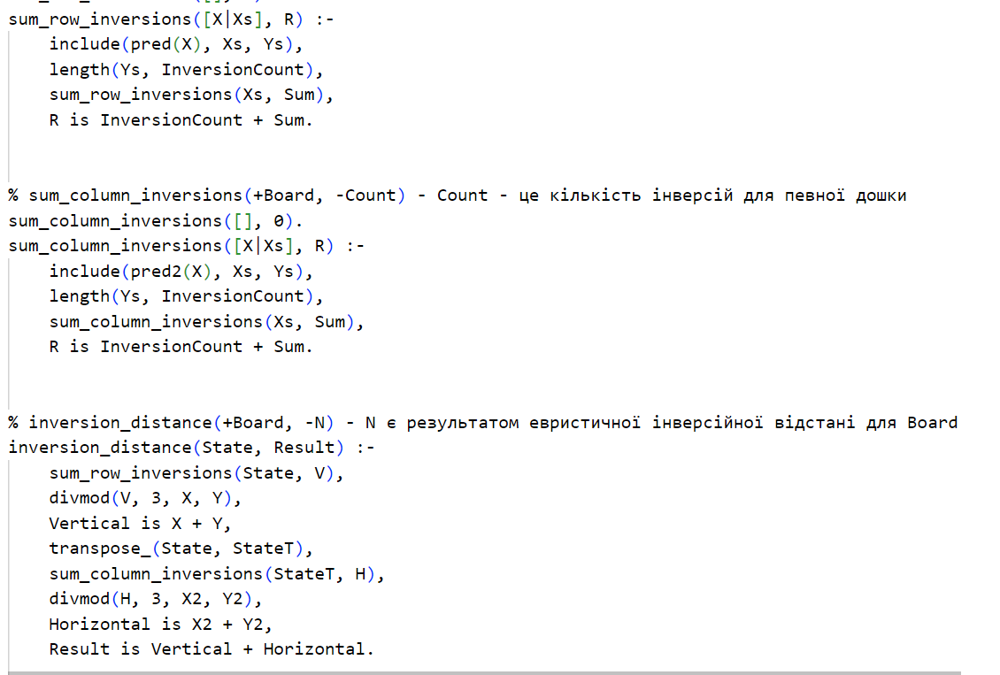 sum_row_inversions([X|Xs], R) :-
    include(pred(X), Xs, Ys),
    length(Ys, InversionCount),
    sum_row_inversions(Xs, Sum),
    R is InversionCount + Sum.
% sum_column_inversions(+Board, -Count) - Count - це кількість інверсій для певної дошки
sum_column_inversions([], 0).
sum_column_inversions([X|Xs], R) :-
    include(pred2(X), Xs, Ys),
    length(Ys, InversionCount),
    sum_column_inversions(Xs, Sum),
    R is InversionCount + Sum.
% inversion_distance(+Board, -N) - N є результатом евристичної інверсійної відстані для Board
inversion_distance(State, Result) :-
    sum_row_inversions(State, V),
    divmod(V, 3, X, Y),
    Vertical is X + Y,
    transpose_(State, StateT),
    sum_column_inversions(StateT, H),
    divmod(H, 3, X2, Y2),
    Horizontal is X2 + Y2,
    Result is Vertical + Horizontal.